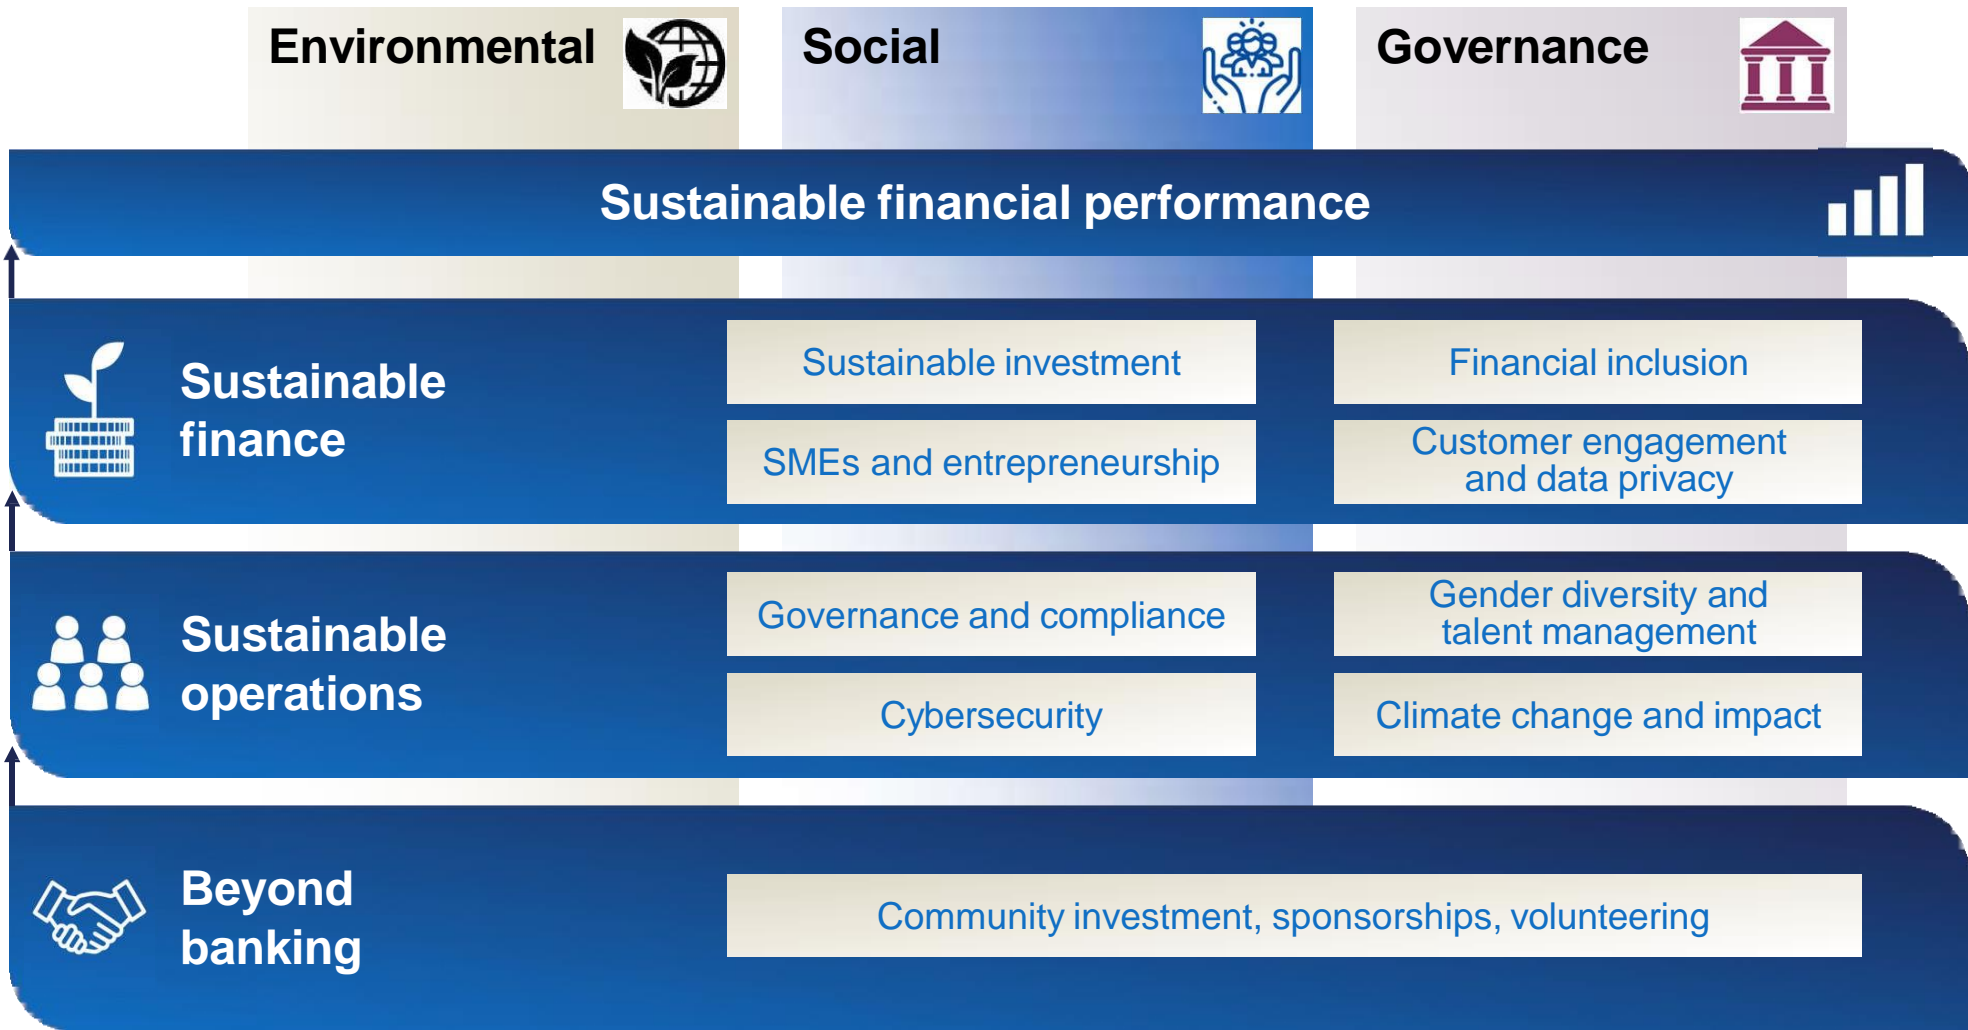 Environmental
Social
Governance
Sustainable financial performance
Sustainable
finance
Sustainable investment
Financial inclusion
SMEs and entrepreneurship
Customer engagement
and data privacy
Sustainable
operations
Governance and compliance
Gender diversity and
talent management
Cybersecurity
Climate change and impact
Beyond
banking
Community investment, sponsorships, volunteering